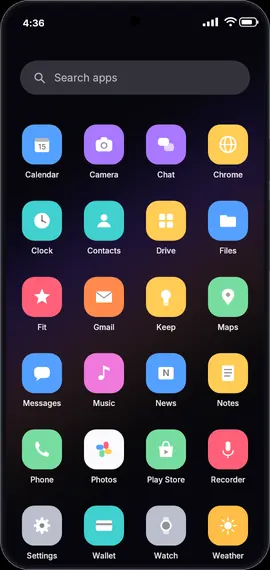 4:36
Search apps
15
Calendar Camera Chat Chrome
Clock Contacts Drive Files
Fit Gmail Keep Maps
N
Messages Music News Notes
Phone Photos Play Store Recorder
Settings Wallet Watch Weather